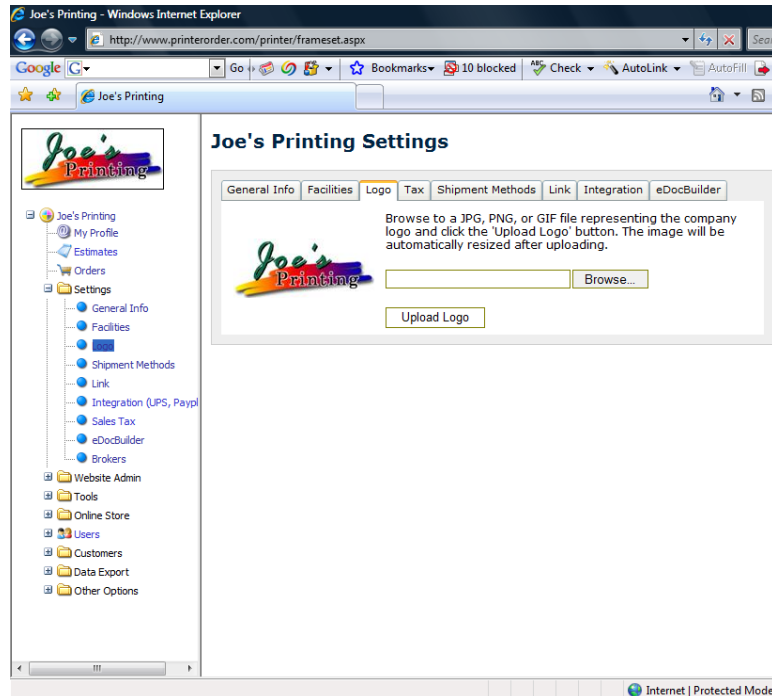 Joe's Printing - Windows Internet Explorer
http://www.printerorder.com/printer/frameset.aspx
Google G Go Bookmarks 10 blocked ABC Check AutoLink AutoFill
Joe's Printing
Joe's
Printing
Joe's Printing
My Profile
Estimates
Orders
Settings
General Info
Facilities
Logo
Shipment Methods
Link
Integration (UPS, Paypl
Sales Tax
eDocBuilder
Brokers
Website Admin
Tools
Online Store
Users
Customers
Data Export
Other Options
Joe's Printing Settings
General Info Facilities Logo Tax Shipment Methods Link Integration eDocBuilder
Joe's
Printing
Browse to a JPG, PNG, or GIF file representing the company
logo and click the 'Upload Logo' button. The image will be
automatically resized after uploading.
Browse...
Upload Logo
Internet | Protected Mode